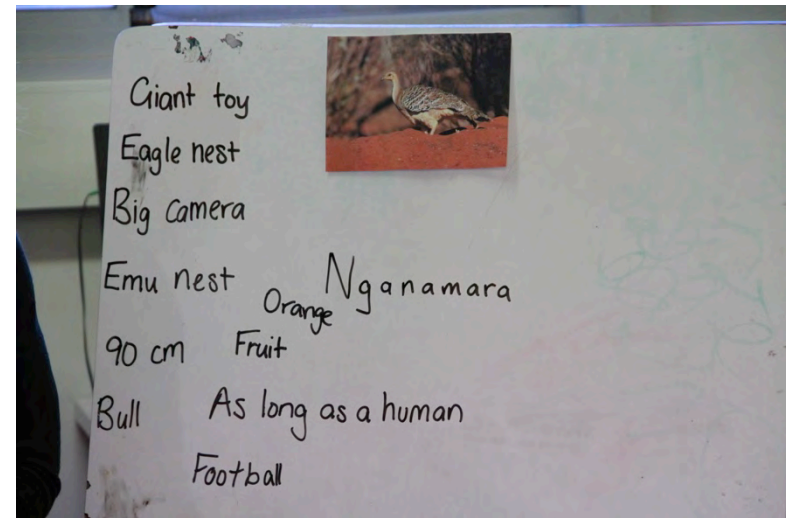 Giant toy
Eagle nest
Big camera
Emu nest
Nganamara
Orange
90 cm
Fruit
Bull
As long as a human
Football